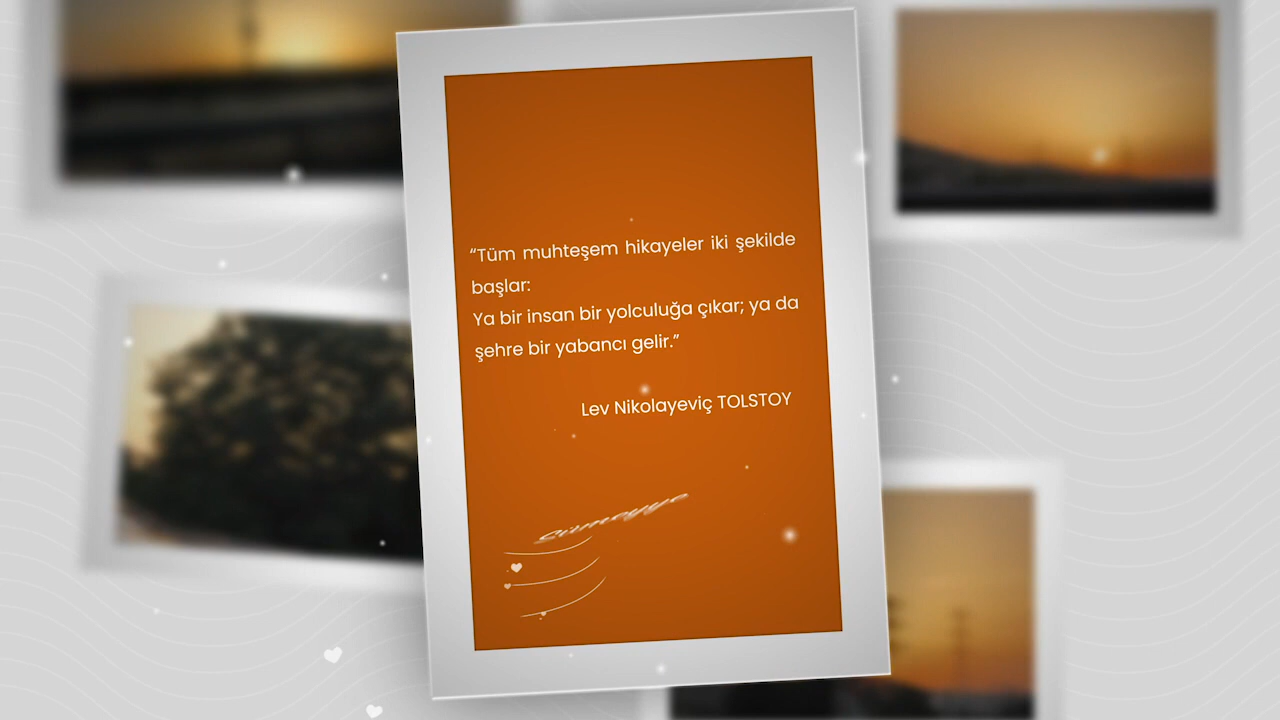 “Tüm muhteşem hikayeler iki şekilde
başlar:
Ya bir insan bir yolculuğa çıkar; ya da
şehre bir yabancı gelir.”
Lev Nikolayeviç TOLSTOY
Sümeyye